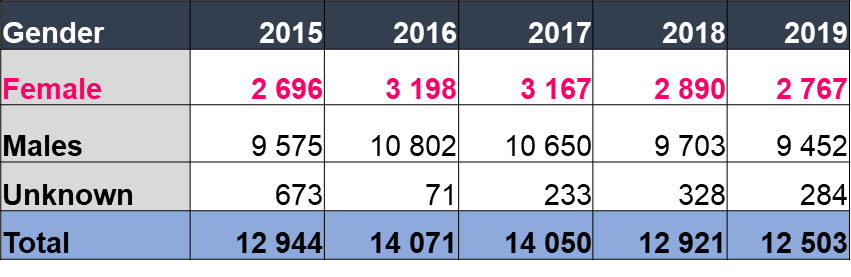 Gender 2015 2016 2017 2018 2019
Female 2 696 3 198 3 167 2 890 2 767
Males 9 575 10 802 10 650 9 703 9 452
Unknown 673 71 233 328 284
Total 12 944 14 071 14 050 12 921 12 503